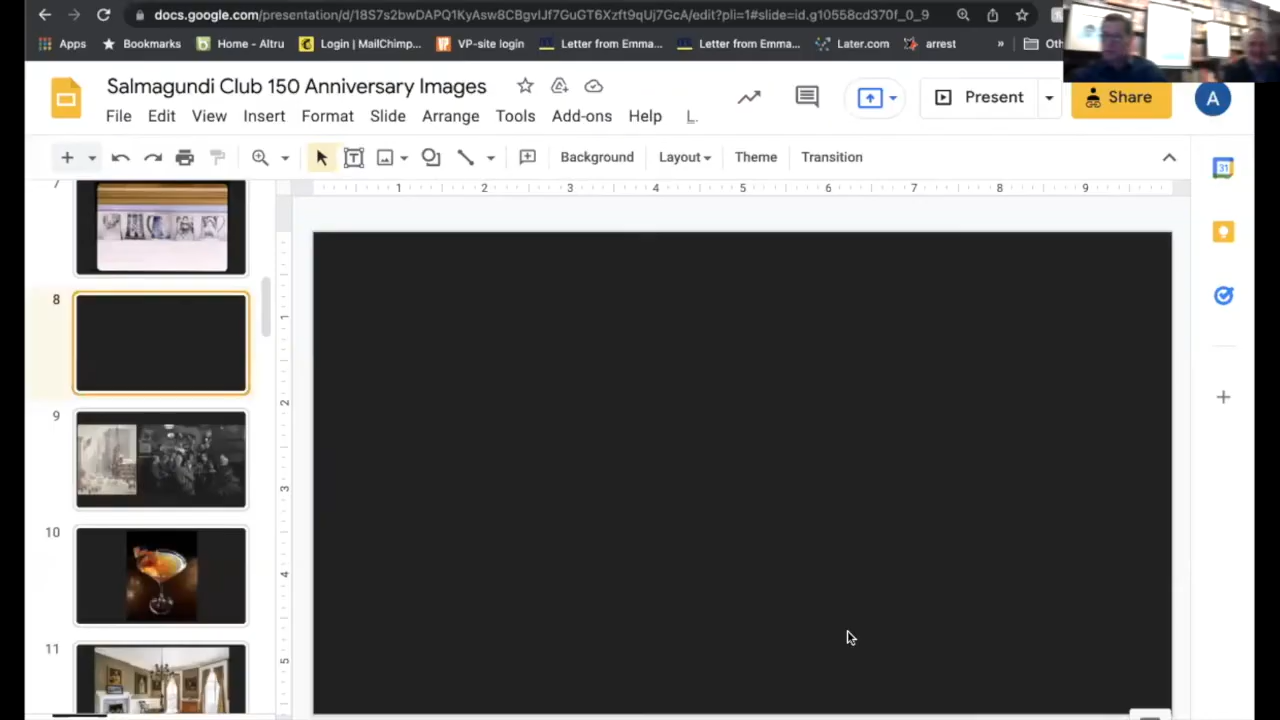 docs.google.com/presentation/d/18S7s2bwDAPQ1KyAsw8CBgvlJf7GuGT6Xzft9qUj7GcA/edit?pli=1#slide=id.g10558cd370f_0_9
Apps Bookmarks Home - Altru Login | MailChimp... VP-site login Letter from Emma... Letter from Emma... Later.com arrest » Oth
Salmagundi Club 150 Anniversary Images
File Edit View Insert Format Slide Arrange Tools Add-ons Help L.
Present
Share
A
Background Layout Theme Transition
31
1 2 3 4 5 6 7 8 9
7
8
9
10
11
1
2
3
4
5